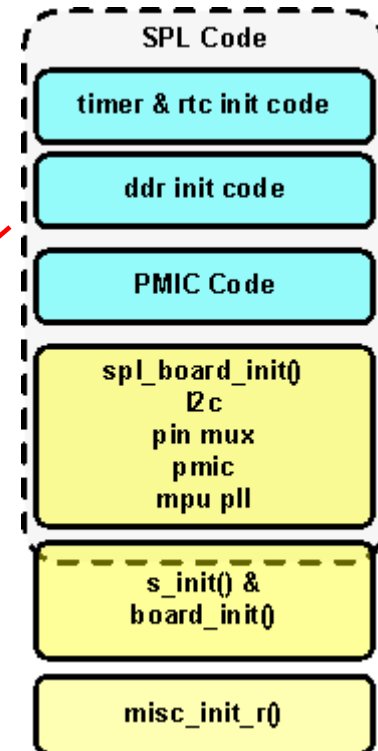 SPL Code
timer & rtc init code
ddr init code
PMIC Code
spl_board_init()
I2c
pin mux
pmic
mpu pll
s_init() &
board_init()
misc_init_r()